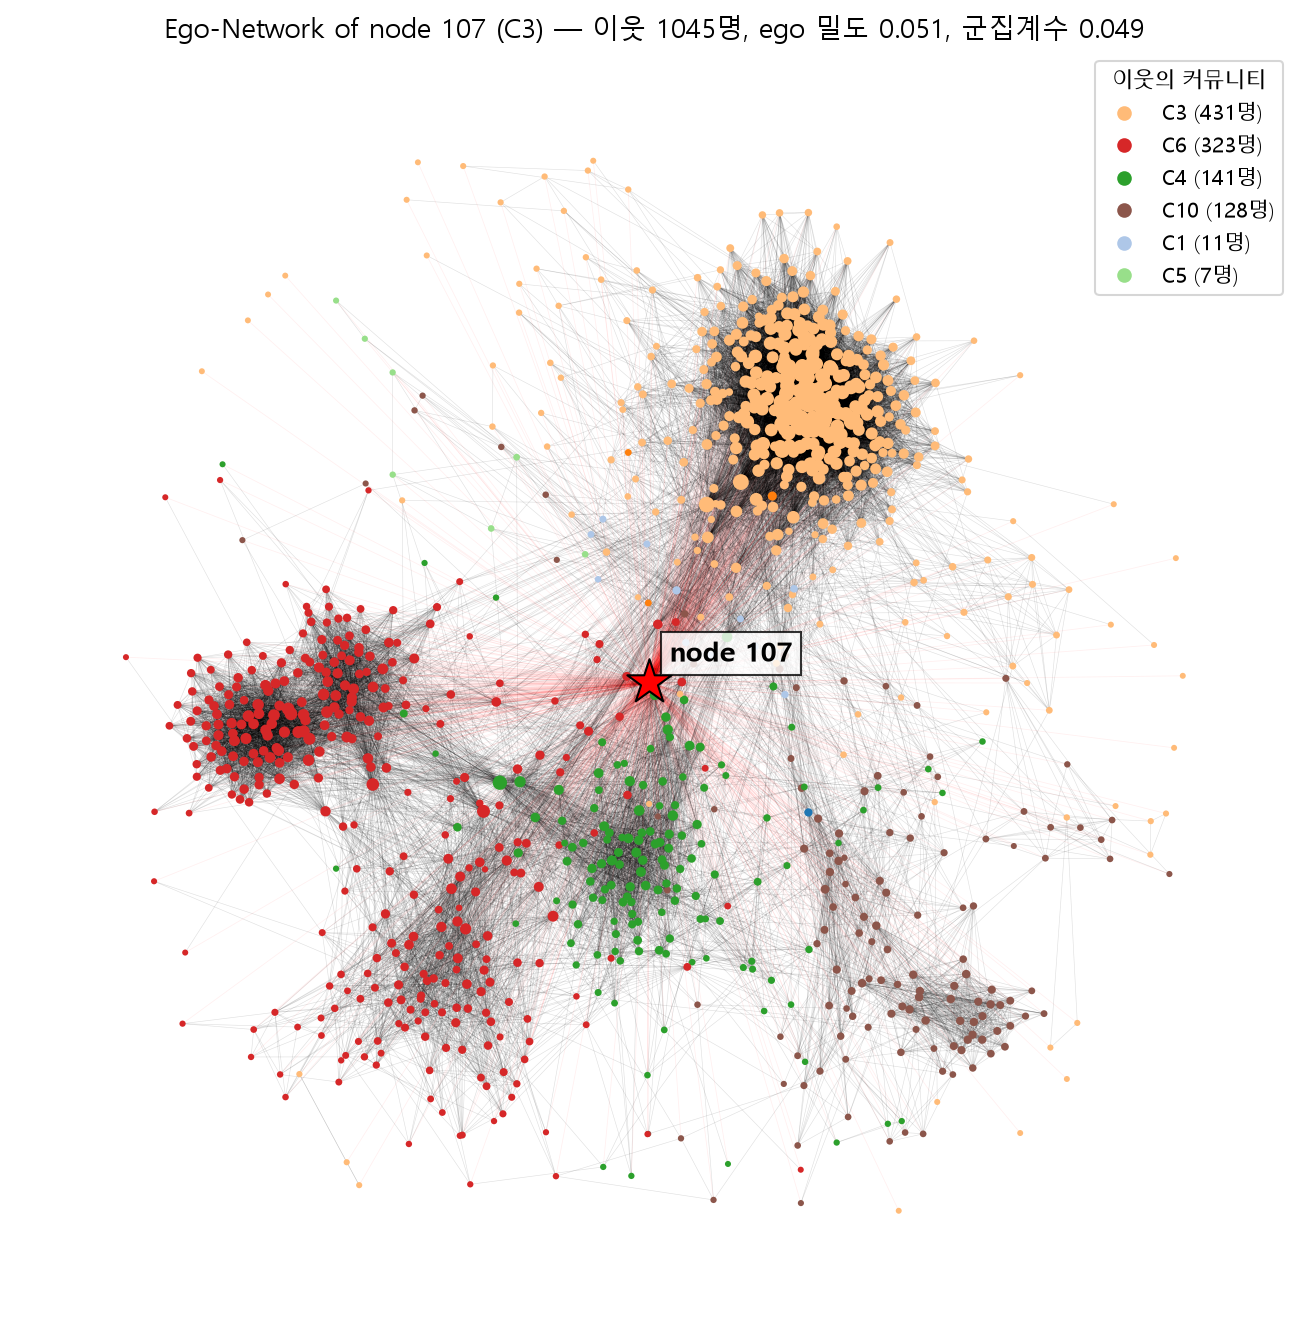 Ego-Network of node 107 (C3) — 이웃 1045명, ego 밀도 0.051, 군집계수 0.049
이웃의 커뮤니티
C3 (431명)
C6 (323명)
C4 (141명)
C10 (128명)
C1 (11명)
C5 (7명)
node 107